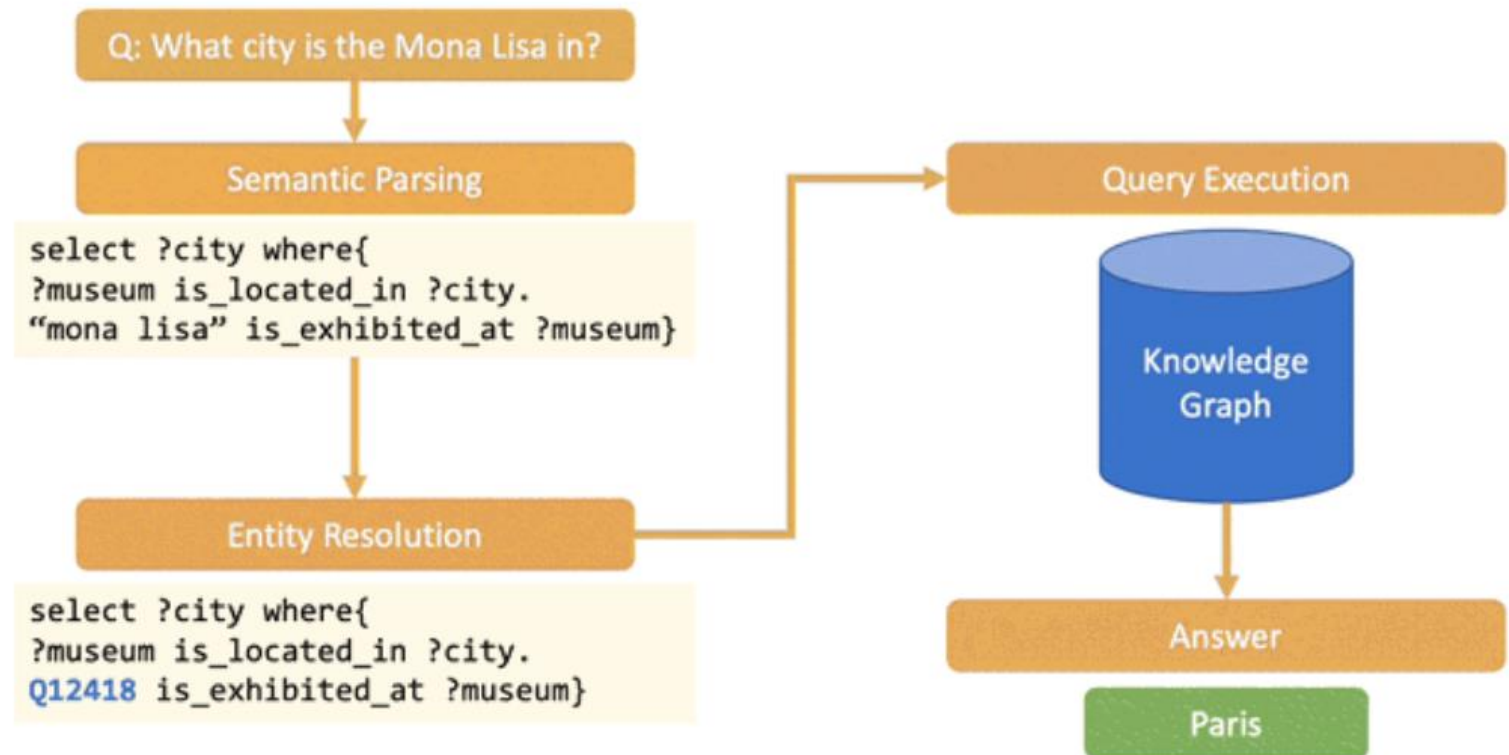 Q: What city is the Mona Lisa in?
Semantic Parsing
select ?city where{
?museum is_located_in ?city.
“mona lisa” is_exhibited_at ?museum}
Entity Resolution
select ?city where{
?museum is_located_in ?city.
Q12418 is_exhibited_at ?museum}
Query Execution
Knowledge
Graph
Answer
Paris